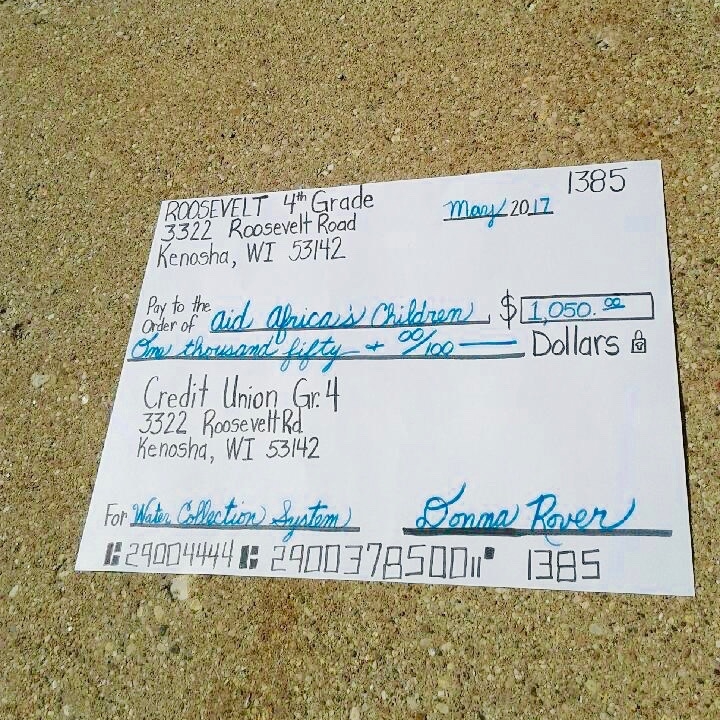 1385
ROOSEVELT 4th Grade
3322 Roosevelt Road
Kenosha, WI 53142
May 2017
Pay to the
Order of Aid Africa's Children $ 1,050.00
One thousand fifty + 00/100 Dollars
Credit Union Gr. 4
3322 Roosevelt Rd
Kenosha, WI 53142
For Water Collection System Donna Rover
29004444 29003785001 1385